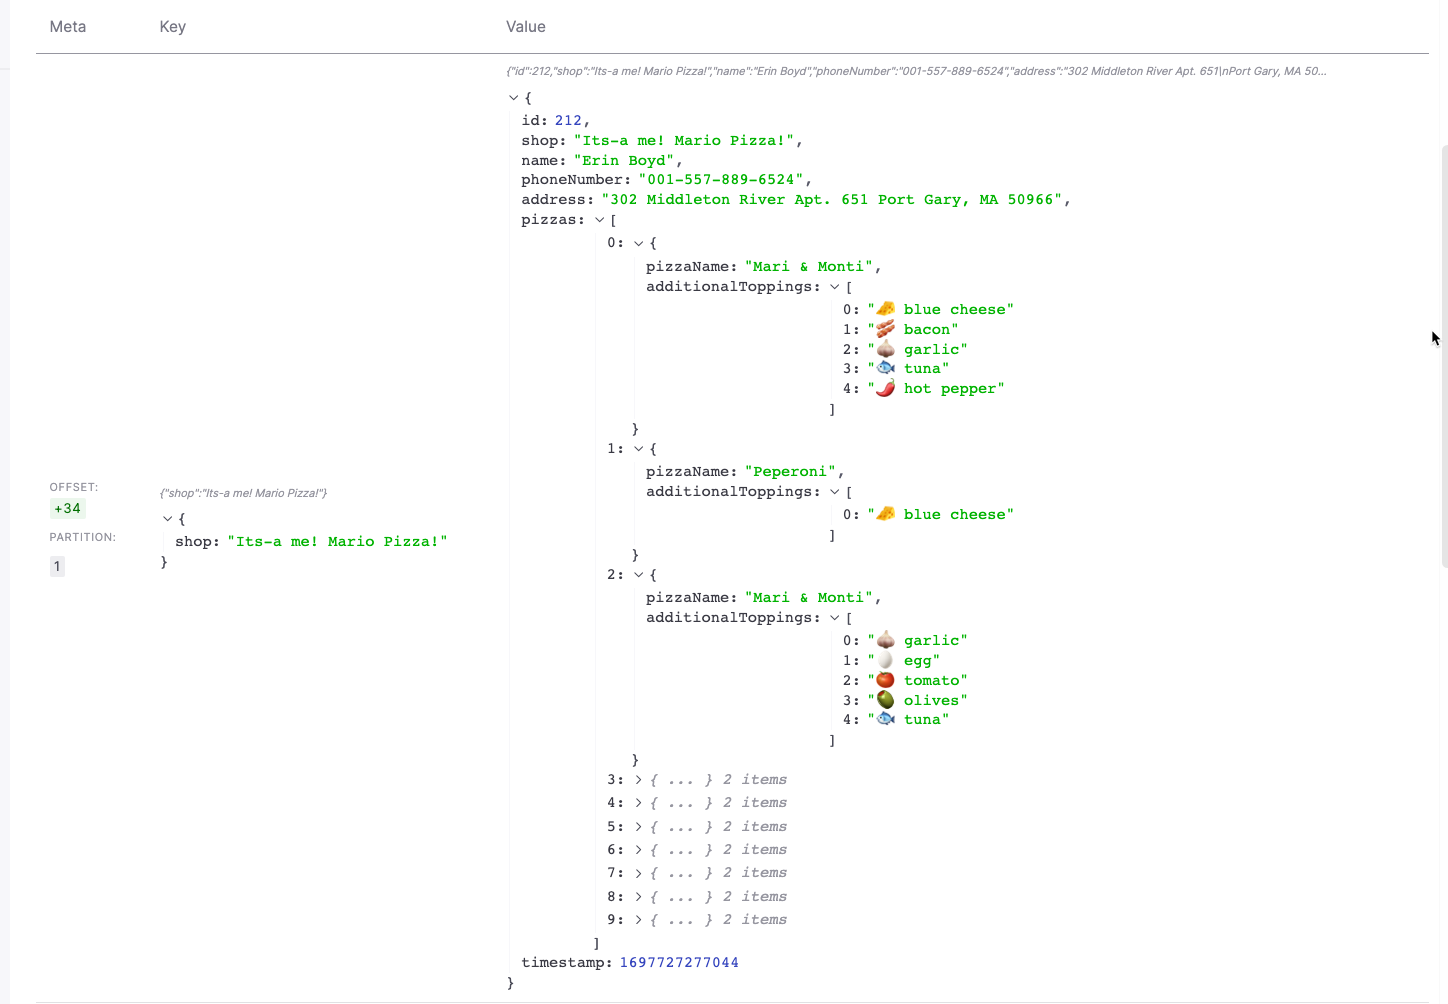 Meta Key Value
{"id":212,"shop":"Its-a me! Mario Pizza!","name":"Erin Boyd","phoneNumber":"001-557-889-6524","address":"302 Middleton River Apt. 651\nPort Gary, MA 50...
{
id: 212,
shop: "Its-a me! Mario Pizza!",
name: "Erin Boyd",
phoneNumber: "001-557-889-6524",
address: "302 Middleton River Apt. 651 Port Gary, MA 50966",
pizzas: [
0: {
pizzaName: "Mari & Monti",
additionalToppings: [
0: "🧀 blue cheese"
1: "🥓 bacon"
2: "🧄 garlic"
3: "🐟 tuna"
4: "🌶️ hot pepper"
]
}
1: {
pizzaName: "Peperoni",
additionalToppings: [
0: "🧀 blue cheese"
]
}
2: {
pizzaName: "Mari & Monti",
additionalToppings: [
0: "🧄 garlic"
1: "🥚 egg"
2: "🍅 tomato"
3: "🫒 olives"
4: "🐟 tuna"
]
}
3: { ... } 2 items
4: { ... } 2 items
5: { ... } 2 items
6: { ... } 2 items
7: { ... } 2 items
8: { ... } 2 items
9: { ... } 2 items
]
timestamp: 1697727277044
}
OFFSET:
+34
PARTITION:
1
{"shop":"Its-a me! Mario Pizza!"}
{
shop: "Its-a me! Mario Pizza!"
}